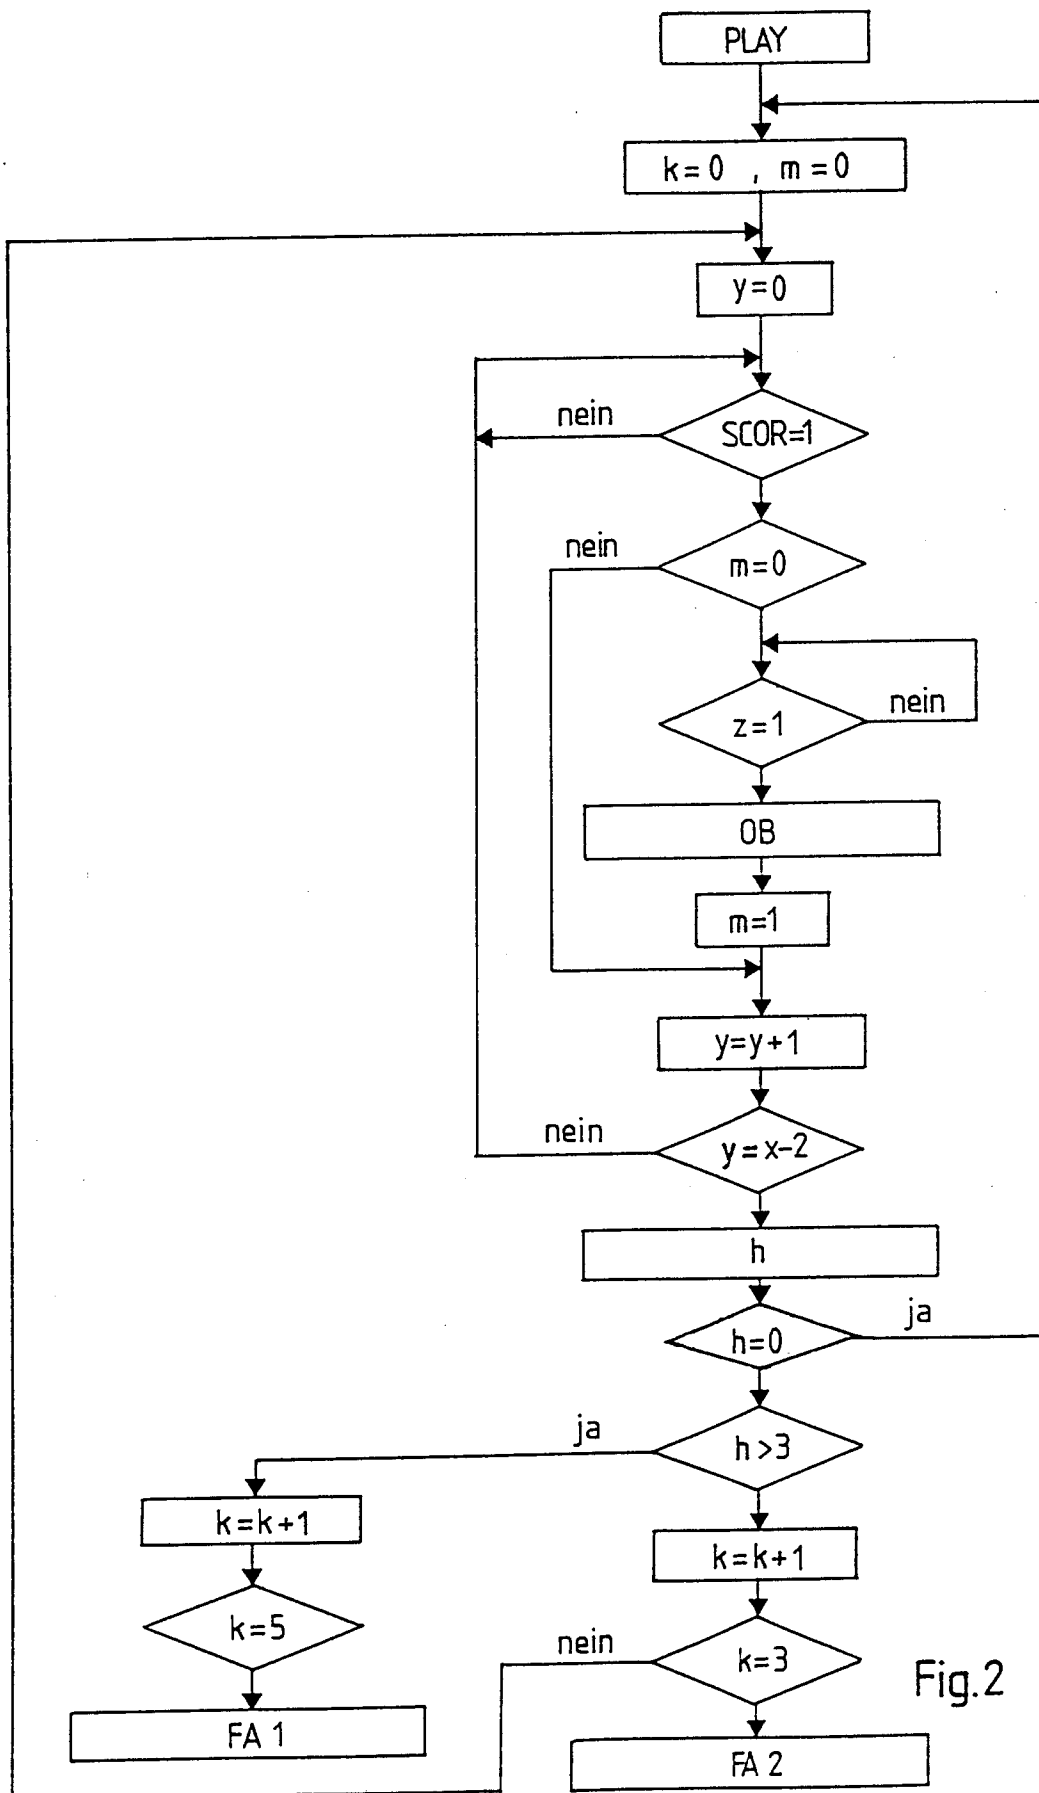 PLAY
k=0 , m=0
y=0
nein
SCOR=1
nein
m=0
z=1
nein
OB
m=1
y=y+1
nein
y=x-2
h
h=0
ja
ja
h>3
k=k+1
k=k+1
k=5
nein
k=3
Fig.2
FA 1
FA 2